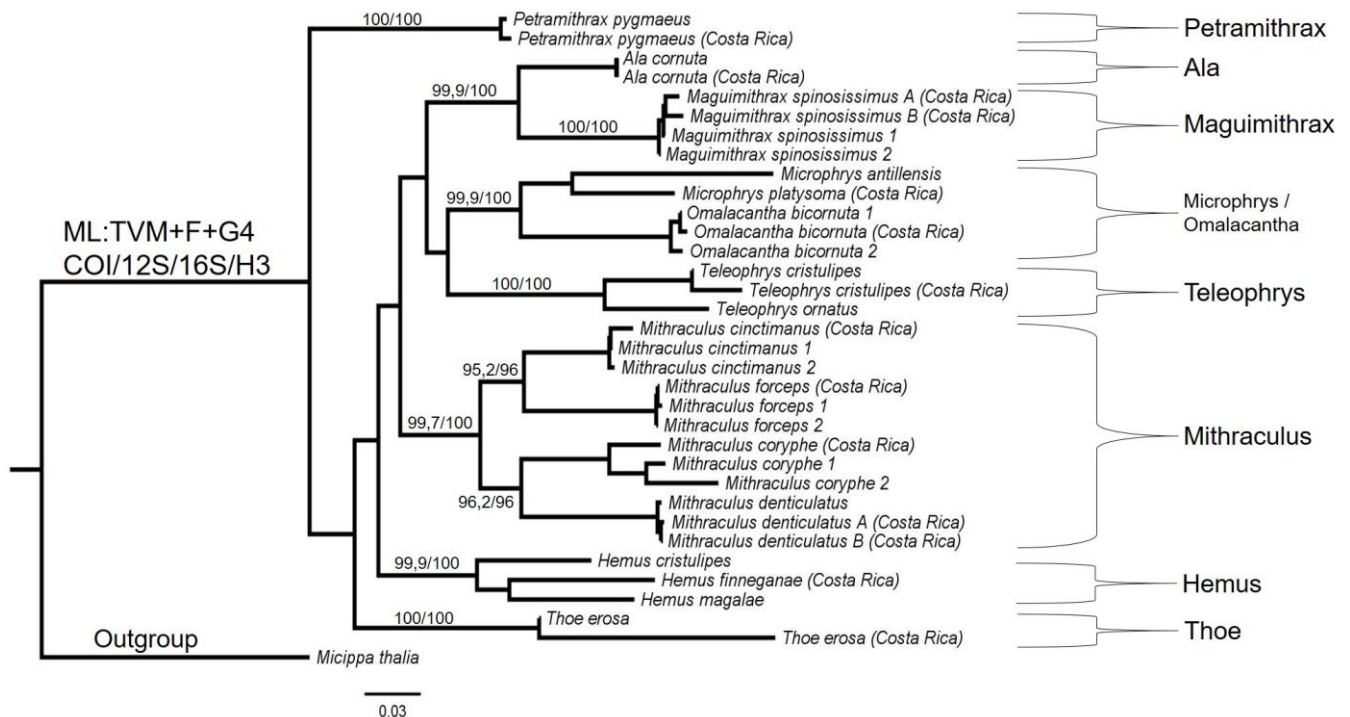 100/100
Petramithrax pygmaeus
Petramithrax pygmaeus (Costa Rica)
Petramithrax
Ala cornuta
Ala cornuta (Costa Rica)
Ala
99,9/100
Maguimithrax spinosissimus A (Costa Rica)
Maguimithrax spinosissimus B (Costa Rica)
100/100
Maguimithrax spinosissimus 1
Maguimithrax spinosissimus 2
Maguimithrax
Microphrys antillensis
Microphrys platysoma (Costa Rica)
99,9/100
Omalacantha bicornuta 1
Omalacantha bicornuta (Costa Rica)
Omalacantha bicornuta 2
Microphrys /
Omalacantha
ML:TVM+F+G4
COI/12S/16S/H3
Teleophrys cristulipes
100/100
Teleophrys cristulipes (Costa Rica)
Teleophrys ornatus
Teleophrys
Mithraculus cinctimanus (Costa Rica)
Mithraculus cinctimanus 1
Mithraculus cinctimanus 2
95,2/96
Mithraculus forceps (Costa Rica)
Mithraculus forceps 1
Mithraculus forceps 2
99,7/100
Mithraculus coryphe (Costa Rica)
Mithraculus coryphe 1
Mithraculus coryphe 2
96,2/96
Mithraculus denticulatus
Mithraculus denticulatus A (Costa Rica)
Mithraculus denticulatus B (Costa Rica)
Mithraculus
99,9/100
Hemus cristulipes
Hemus finneganae (Costa Rica)
Hemus magalae
Hemus
100/100
Thoe erosa
Thoe erosa (Costa Rica)
Thoe
Outgroup
Micippa thalia
0.03